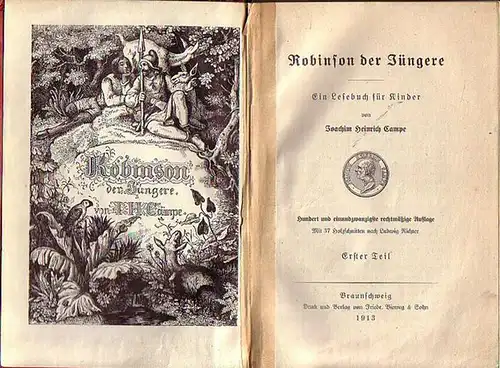 Robinson
der Jüngere.
von J. H. Campe.
Robinson der Jüngere
Ein Lesebuch für Kinder
von
Joachim Heinrich Campe
Hundert und einundzwanzigste rechtmäßige Auflage
Mit 37 Holzschnitten nach Ludwig Richter
Erster Teil
Braunschweig
Druck und Verlag von Friedr. Vieweg & Sohn
1913